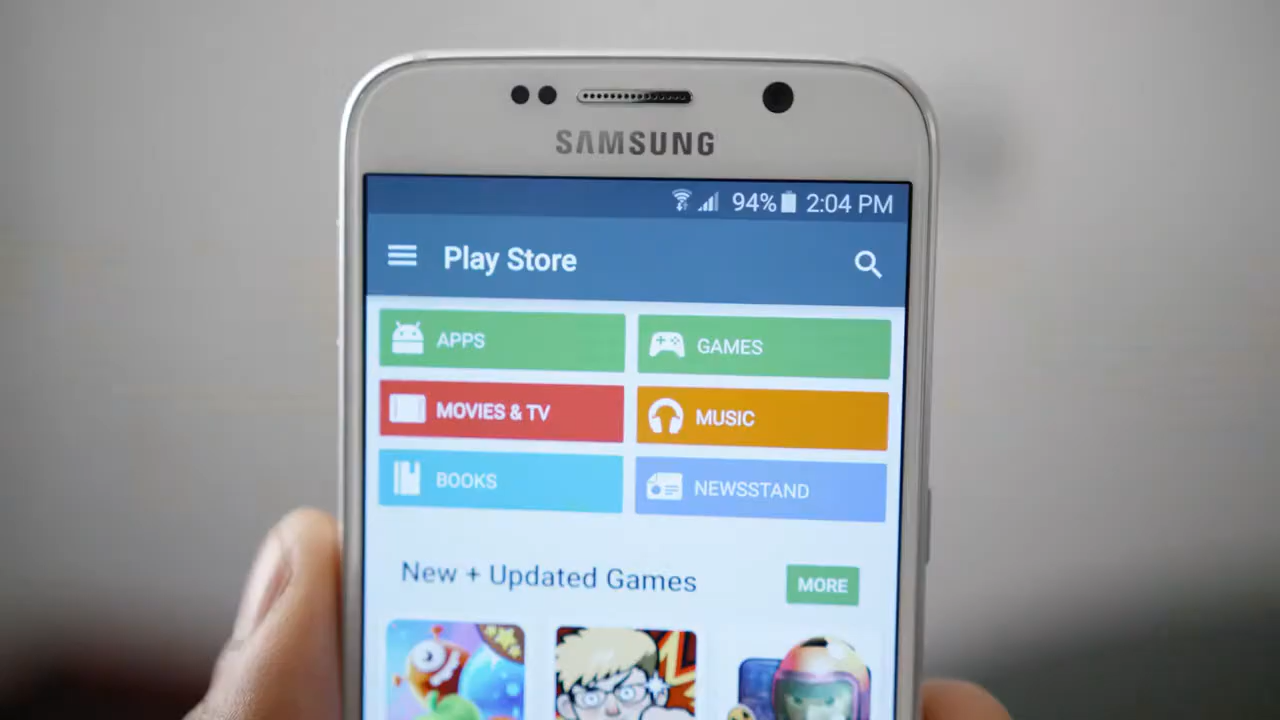 SAMSUNG
94% 2:04 PM
Play Store
APPS
GAMES
MOVIES & TV
MUSIC
BOOKS
NEWSSTAND
New + Updated Games
MORE